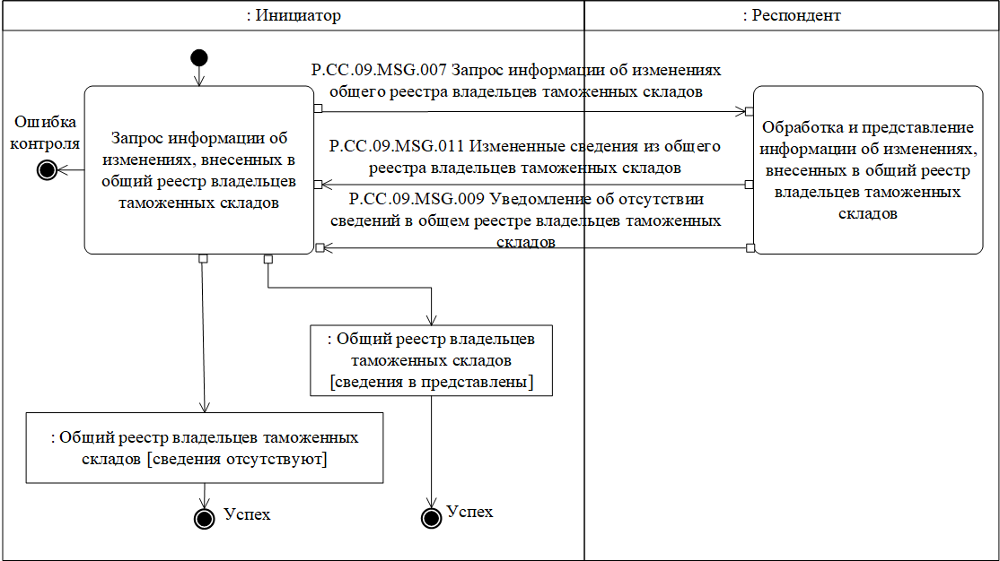 : Инициатор
: Респондент
P.CC.09.MSG.007 Запрос информации об изменениях
общего реестра владельцев таможенных складов
Ошибка
контроля
Запрос информации об
изменениях, внесенных в
общий реестр владельцев
таможенных складов
P.CC.09.MSG.011 Измененные сведения из общего
реестра владельцев таможенных складов
P.CC.09.MSG.009 Уведомление об отсутствии
сведений в общем реестре владельцев таможенных
складов
Обработка и представление
информации об изменениях,
внесенных в общий реестр
владельцев таможенных
складов
: Общий реестр владельцев
таможенных складов
[сведения в представлены]
: Общий реестр владельцев таможенных
складов [сведения отсутствуют]
Успех
Успех